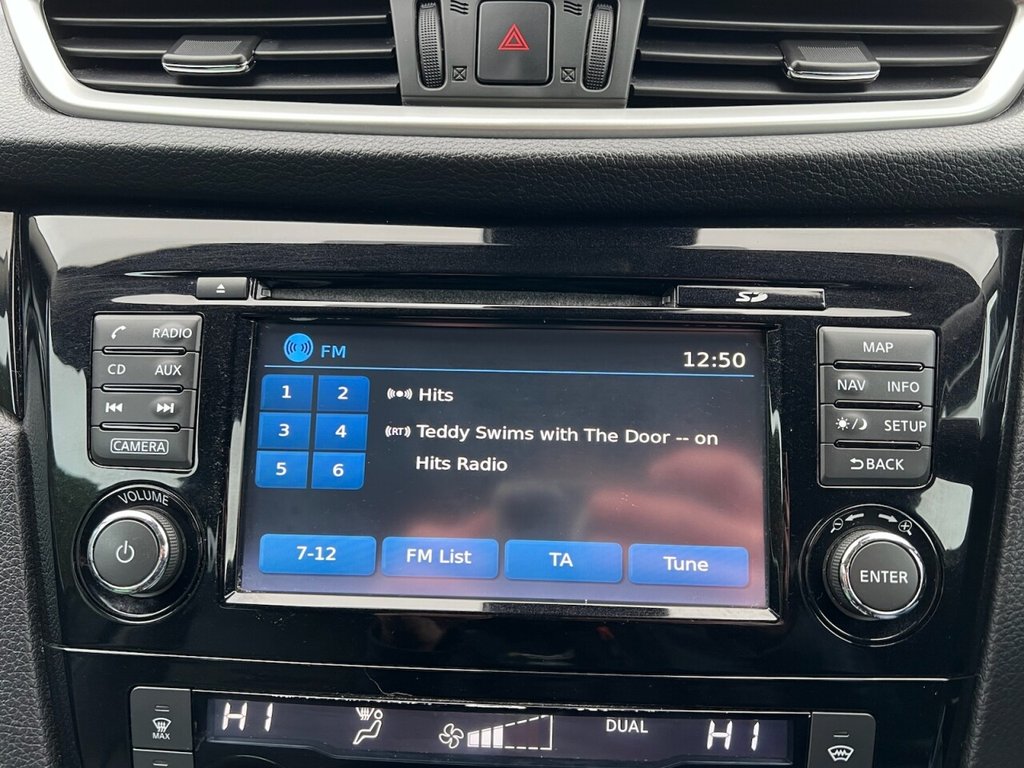 SD
RADIO
CD AUX
CAMERA
VOLUME
FM
12:50
1 2
3 4
5 6
Hits
(RT) Teddy Swims with The Door -- on
Hits Radio
7-12 FM List TA Tune
MAP
NAV INFO
SETUP
BACK
ENTER
MAX
HI
DUAL
HI